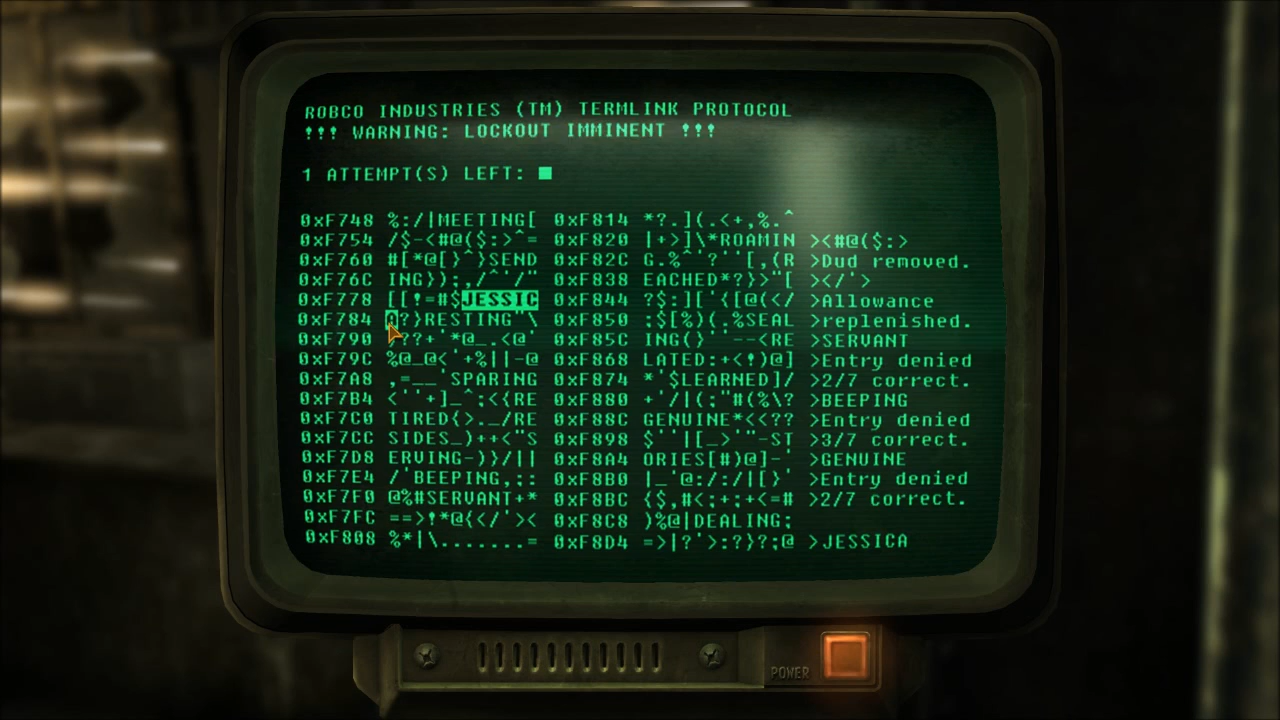 ROBCO INDUSTRIES (TM) TERMLINK PROTOCOL
!!! WARNING: LOCKOUT IMMINENT !!!
1 ATTEMPT(S) LEFT: ■
0xF748 %:/|MEETING[ 0xF814 *?.](.<+,%.^
0xF754 /$-<#@($:>^= 0xF820 |+>]\*ROAMIN ><#@($:>
0xF760 #[*@[}^}SEND 0xF82C G.%^'?''[,(R >Dud removed.
0xF76C ING});,/^'/" 0xF838 EACHED*?}>"[ ></'>
0xF778 [[!=#$JESSIC 0xF844 ?$:]['{[@(</ >Allowance
0xF784 A?}RESTING"\ 0xF850 ;$[%)(.%SEAL >replenished.
0xF790 }??+'*@_.<@' 0xF85C ING(}'--<RE >SERVANT
0xF79C %@_@<'+%||-@ 0xF868 LATED:+<!)@] >Entry denied
0xF7A8 ,=__'SPARING 0xF874 *'$LEARNED]/ >2/7 correct.
0xF7B4 <''+]_^;<{RE 0xF880 +'/|(;"#(%\? >BEEPING
0xF7C0 TIRED{>._/RE 0xF88C GENUINE*<<?? >Entry denied
0xF7CC SIDES_)++<"S 0xF898 $''|[_>'"-ST >3/7 correct.
0xF7D8 ERVING-)}/|| 0xF8A4 ORIES[#)@]-' >GENUINE
0xF7E4 /'BEEPING,;: 0xF8B0 |_'@:/:/|[}' >Entry denied
0xF7F0 @%#SERVANT+* 0xF8BC {$,#<;+;+<=# >2/7 correct.
0xF7FC ==>!*@{</'>< 0xF8C8 )%@|DEALING;
0xF808 %*|\.......= 0xF8D4 =>|?'>:?}?;@ >JESSICA
POWER